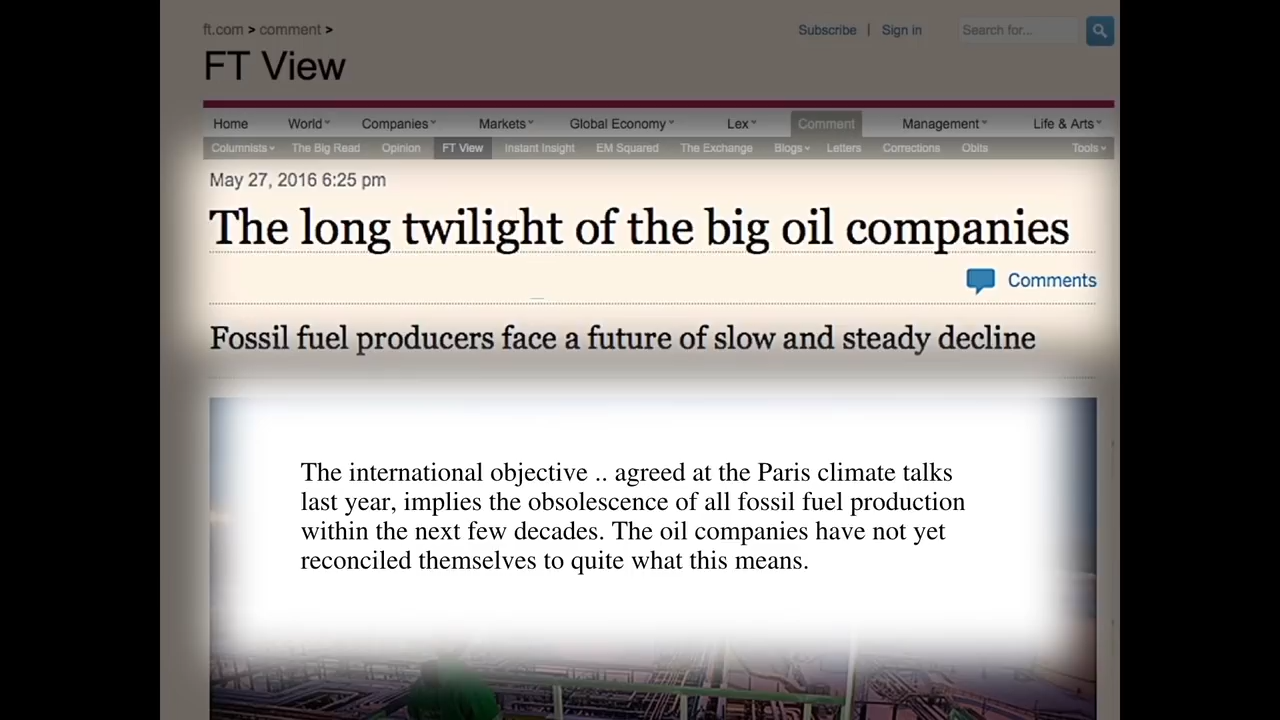 ft.com > comment >
Subscribe | Sign in
Search for...
FT View
Home World Companies Markets Global Economy Lex Comment Management Life & Arts
Columnists The Big Read Opinion FT View Instant Insight EM Squared The Exchange Blogs Letters Corrections Obits Tools
May 27, 2016 6:25 pm
The long twilight of the big oil companies
Comments
Fossil fuel producers face a future of slow and steady decline
The international objective .. agreed at the Paris climate talks
last year, implies the obsolescence of all fossil fuel production
within the next few decades. The oil companies have not yet
reconciled themselves to quite what this means.